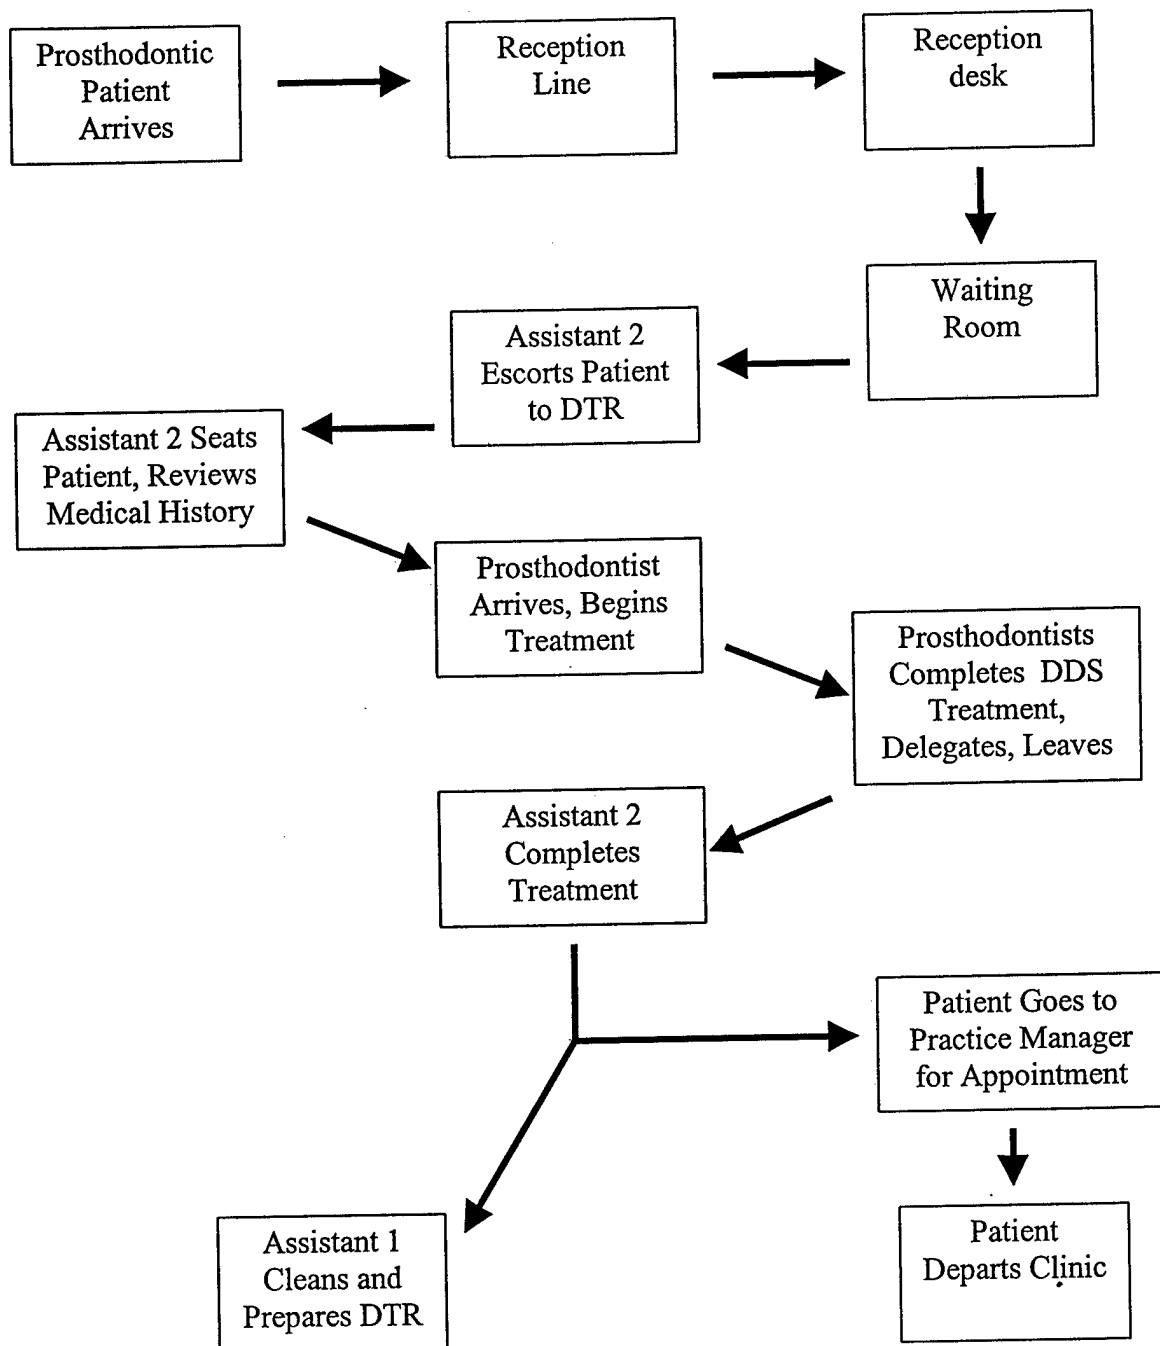 Prosthodontic
Patient
Arrives
Reception
Line
Reception
desk
Waiting
Room
Assistant 2
Escorts Patient
to DTR
Assistant 2 Seats
Patient, Reviews
Medical History
Prosthodontist
Arrives, Begins
Treatment
Prosthodontists
Completes DDS
Treatment,
Delegates, Leaves
Assistant 2
Completes
Treatment
Patient Goes to
Practice Manager
for Appointment
Assistant 1
Cleans and
Prepares DTR
Patient
Departs Clinic